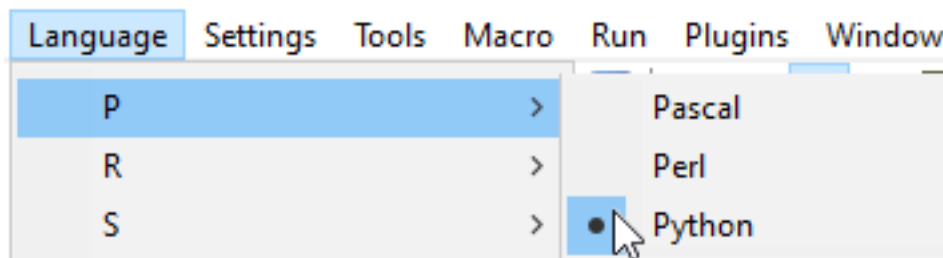 Language Settings Tools Macro Run Plugins Window
P > Pascal
R > Perl
S > Python